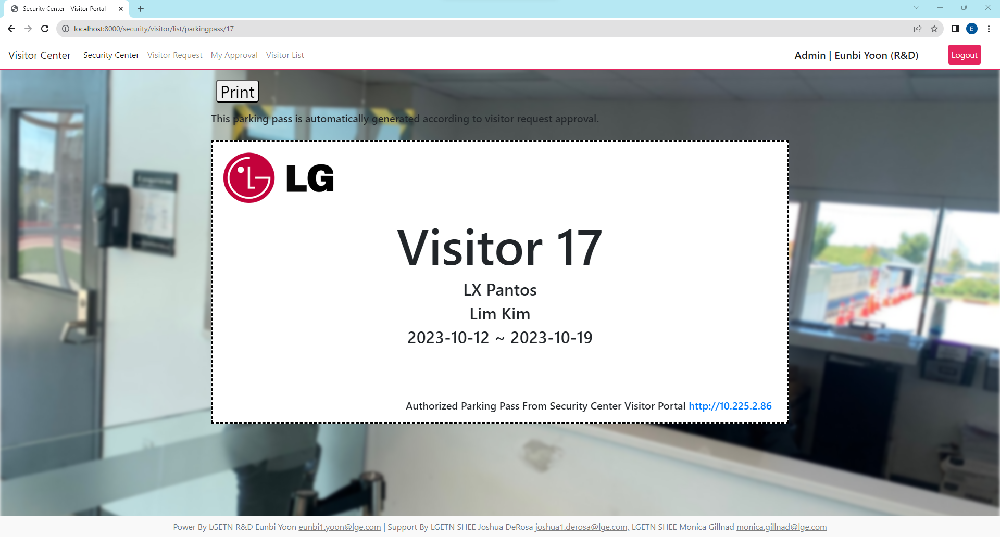 Security Center - Visitor Portal
localhost:8000/security/visitor/list/parkingpass/17
E
Visitor Center Security Center Visitor Request My Approval Visitor List Admin | Eunbi Yoon (R&D) Logout
Print
This parking pass is automatically generated according to visitor request approval.
LG LG
Visitor 17
LX Pantos
Lim Kim
2023-10-12 ~ 2023-10-19
Authorized Parking Pass From Security Center Visitor Portal http://10.225.2.86
Power By LGETN R&D Eunbi Yoon eunbi1.yoon@lge.com | Support By LGETN SHEE Joshua DeRosa joshua1.derosa@lge.com, LGETN SHEE Monica Gillnad monica.gillnad@lge.com